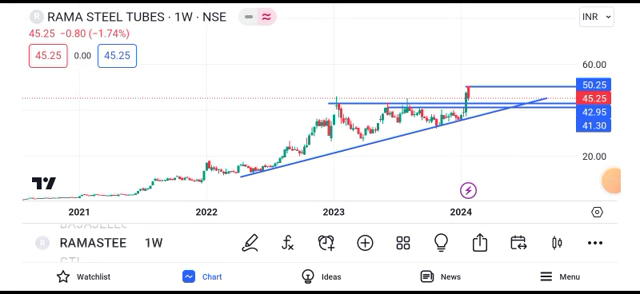 R RAMA STEEL TUBES · 1W · NSE
INR
45.25 −0.80 (−1.74%)
45.25 0.00 45.25
60.00
50.25
45.25
42.95
41.30
20.00
2021 2022 2023 2024
R RAMASTEE 1W
Watchlist Chart Ideas News Menu